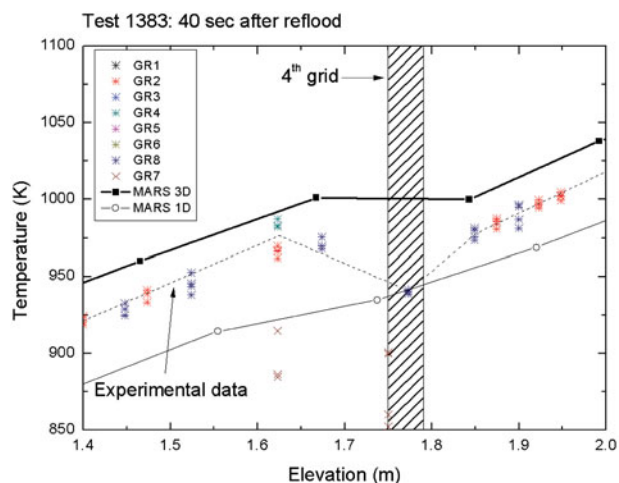 Test 1383: 40 sec after reflood
1100
1050
1000
950
900
850
Temperature (K)
GR1
GR2
GR3
GR4
GR5
GR6
GR8
GR7
MARS 3D
MARS 1D
4th grid
Experimental data
1.4
1.5
1.6
1.7
1.8
1.9
2.0
Elevation (m)